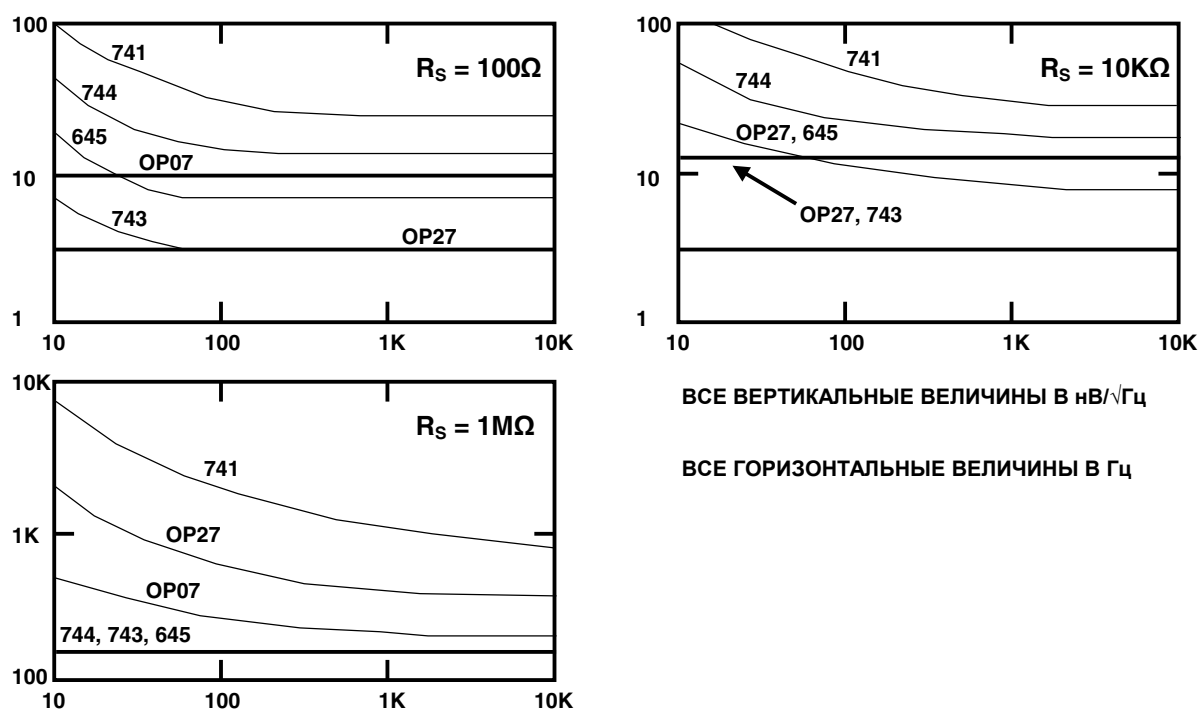 100
10
1
741
744
645
OP07
743
OP27
R_S = 100Ω
10
100
1K
10K
100
10
1
741
744
OP27, 645
OP27, 743
R_S = 10KΩ
10
100
1K
10K
10K
1K
100
741
OP27
OP07
744, 743, 645
R_S = 1MΩ
10
100
1K
10K
ВСЕ ВЕРТИКАЛЬНЫЕ ВЕЛИЧИНЫ В нВ/√Гц
ВСЕ ГОРИЗОНТАЛЬНЫЕ ВЕЛИЧИНЫ В Гц